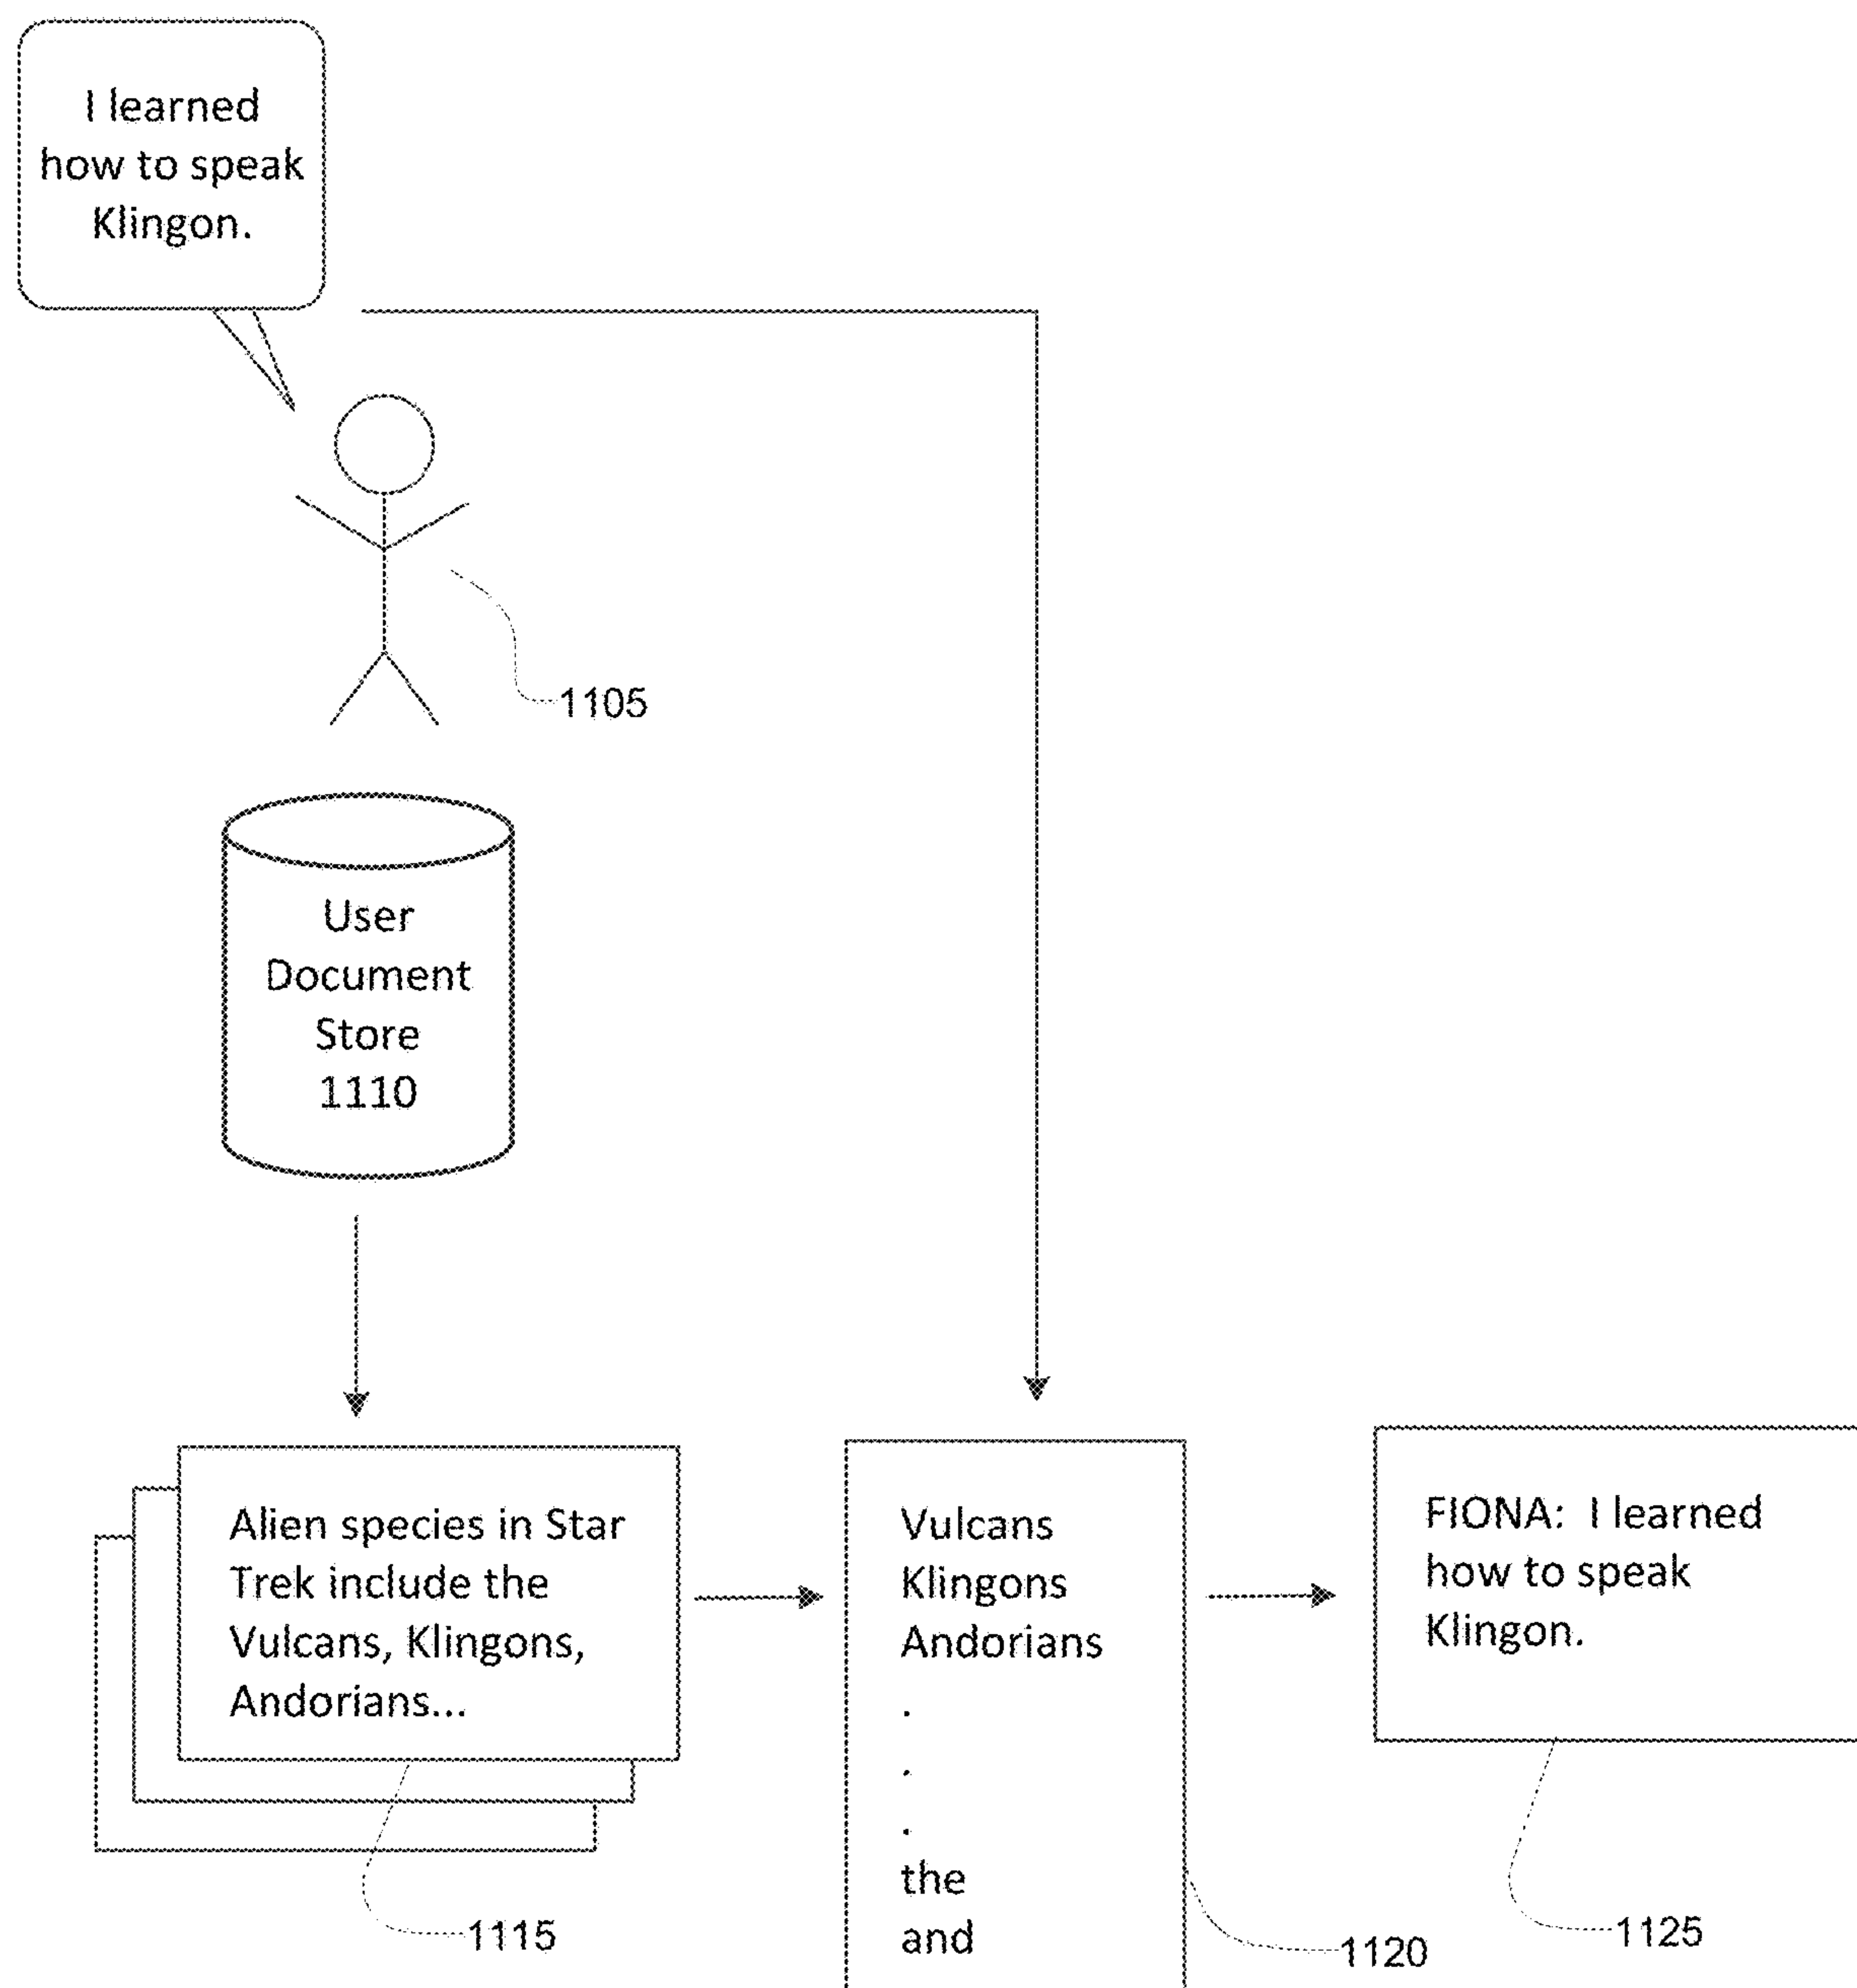 I learned
how to speak
Klingon.
1105
User
Document
Store
1110
Alien species in Star
Trek include the
Vulcans, Klingons,
Andorians...
1115
Vulcans
Klingons
Andorians
.
.
.
the
and
1120
FIONA:  I learned
how to speak
Klingon.
1125